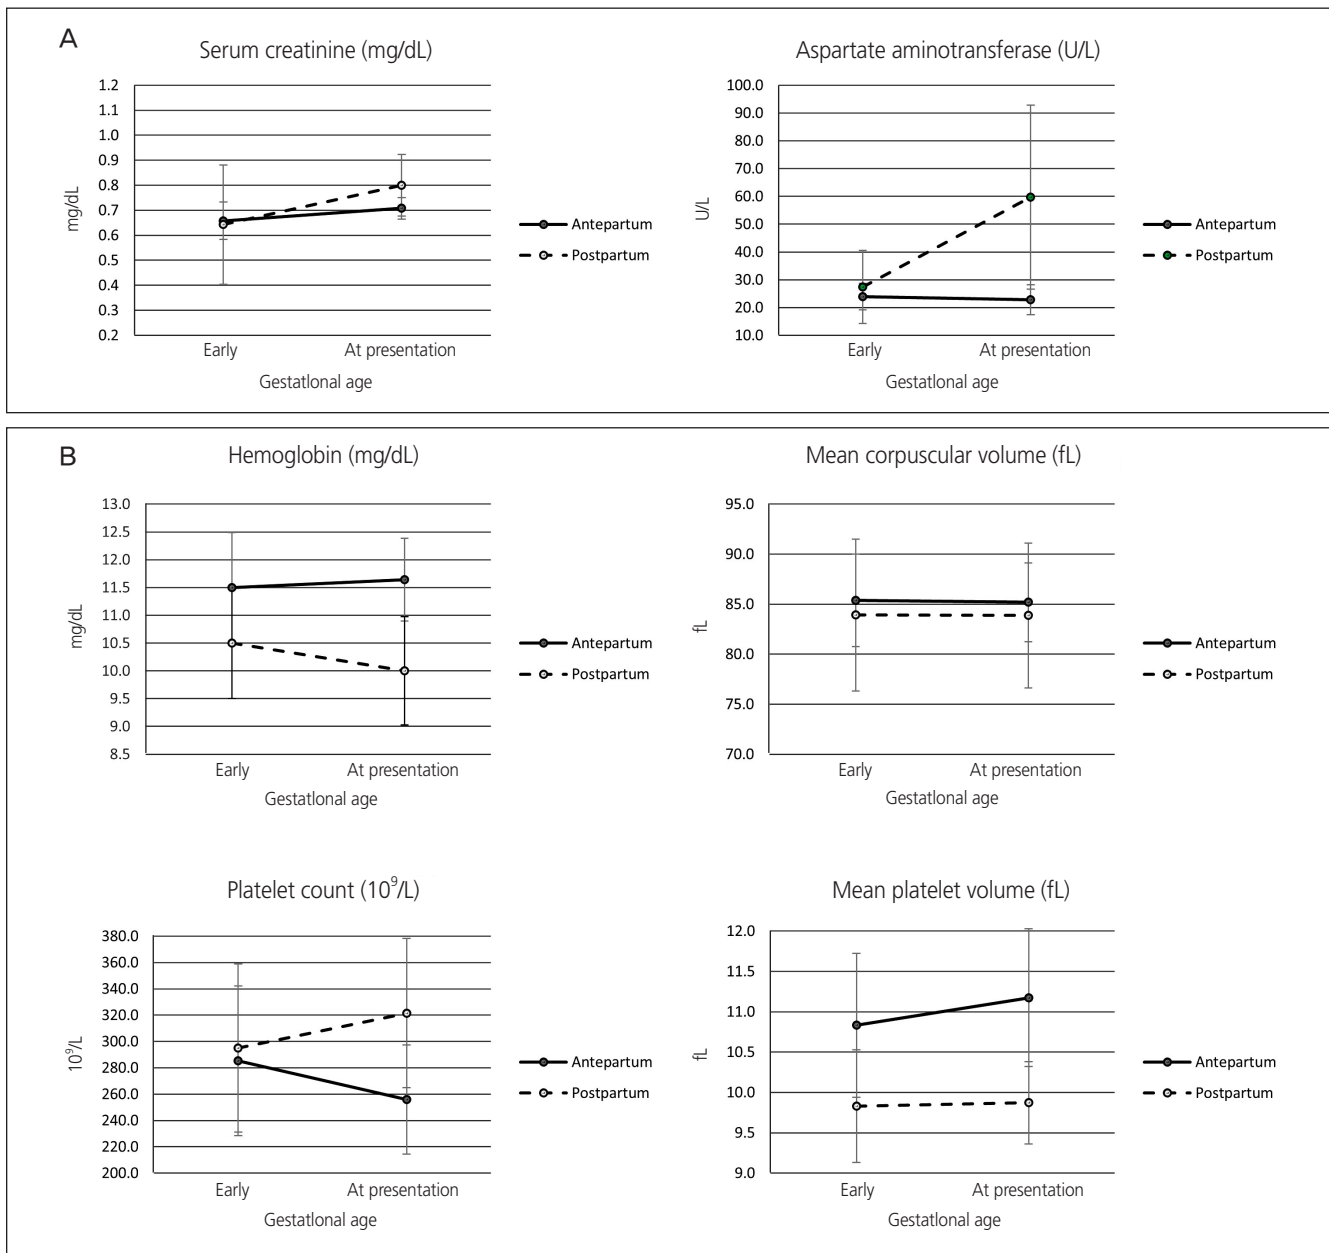 A
Serum creatinine (mg/dL)
1.2
1.1
1.0
0.9
0.8
0.7
0.6
0.5
0.4
0.3
0.2
mg/dL
Early
At presentation
Gestatlonal age
Antepartum
Postpartum
Aspartate aminotransferase (U/L)
100.0
90.0
80.0
70.0
60.0
50.0
40.0
30.0
20.0
10.0
U/L
Early
At presentation
Gestatlonal age
Antepartum
Postpartum
B
Hemoglobin (mg/dL)
13.0
12.5
12.0
11.5
11.0
10.5
10.0
9.5
9.0
8.5
mg/dL
Early
At presentation
Gestatlonal age
Antepartum
Postpartum
Mean corpuscular volume (fL)
95.0
90.0
85.0
80.0
75.0
70.0
fL
Early
At presentation
Gestatlonal age
Antepartum
Postpartum
Platelet count (10⁹/L)
380.0
360.0
340.0
320.0
300.0
280.0
260.0
240.0
220.0
200.0
10⁹/L
Early
At presentation
Gestatlonal age
Antepartum
Postpartum
Mean platelet volume (fL)
12.0
11.5
11.0
10.5
10.0
9.5
9.0
fL
Early
At presentation
Gestatlonal age
Antepartum
Postpartum